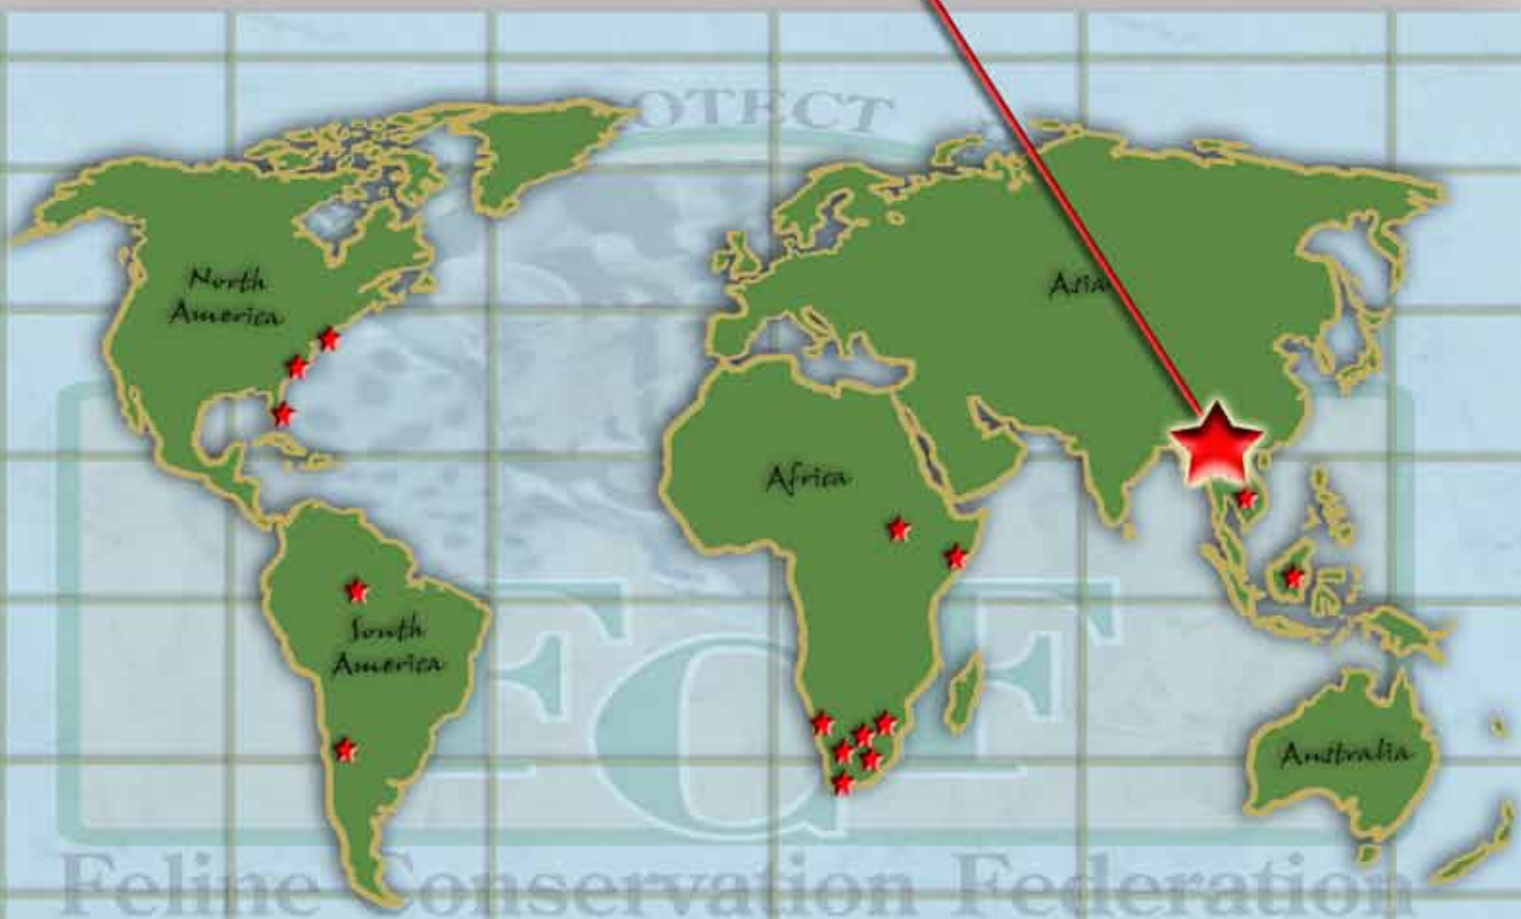 OTECT
North
America
Asia
Africa
South
America
Australia
FCF
Feline Conservation Federation